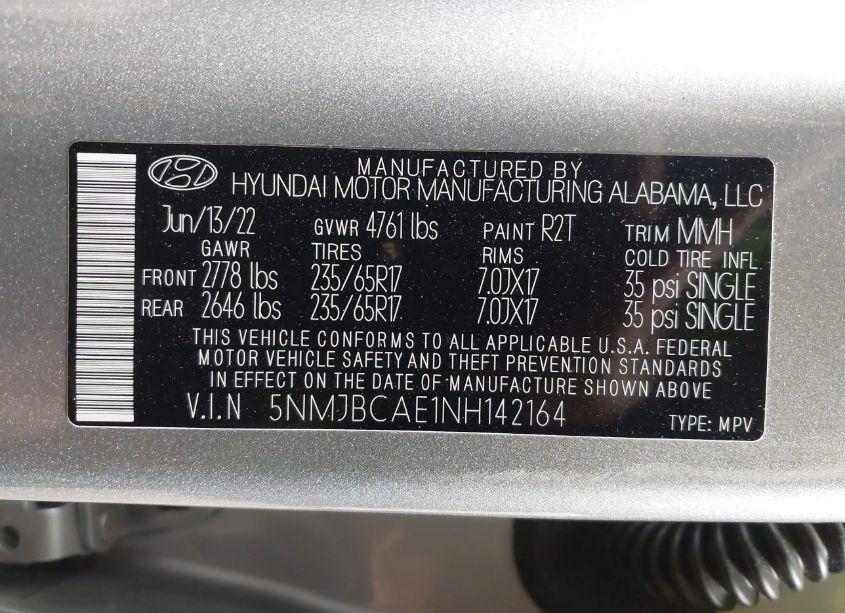 MANUFACTURED BY
HYUNDAI MOTOR MANUFACTURING ALABAMA, LLC
Jun/13/22 GVWR 4761 lbs PAINT R2T TRIM MMH
GAWR TIRES RIMS COLD TIRE INFL
FRONT 2778 lbs 235/65R17 7.0JX17 35 psi SINGLE
REAR 2646 lbs 235/65R17 7.0JX17 35 psi SINGLE
THIS VEHICLE CONFORMS TO ALL APPLICABLE U.S.A. FEDERAL
MOTOR VEHICLE SAFETY AND THEFT PREVENTION STANDARDS
IN EFFECT ON THE DATE OF MANUFACTURE SHOWN ABOVE
V.I.N 5NMJBCAE1NH142164 TYPE: MPV